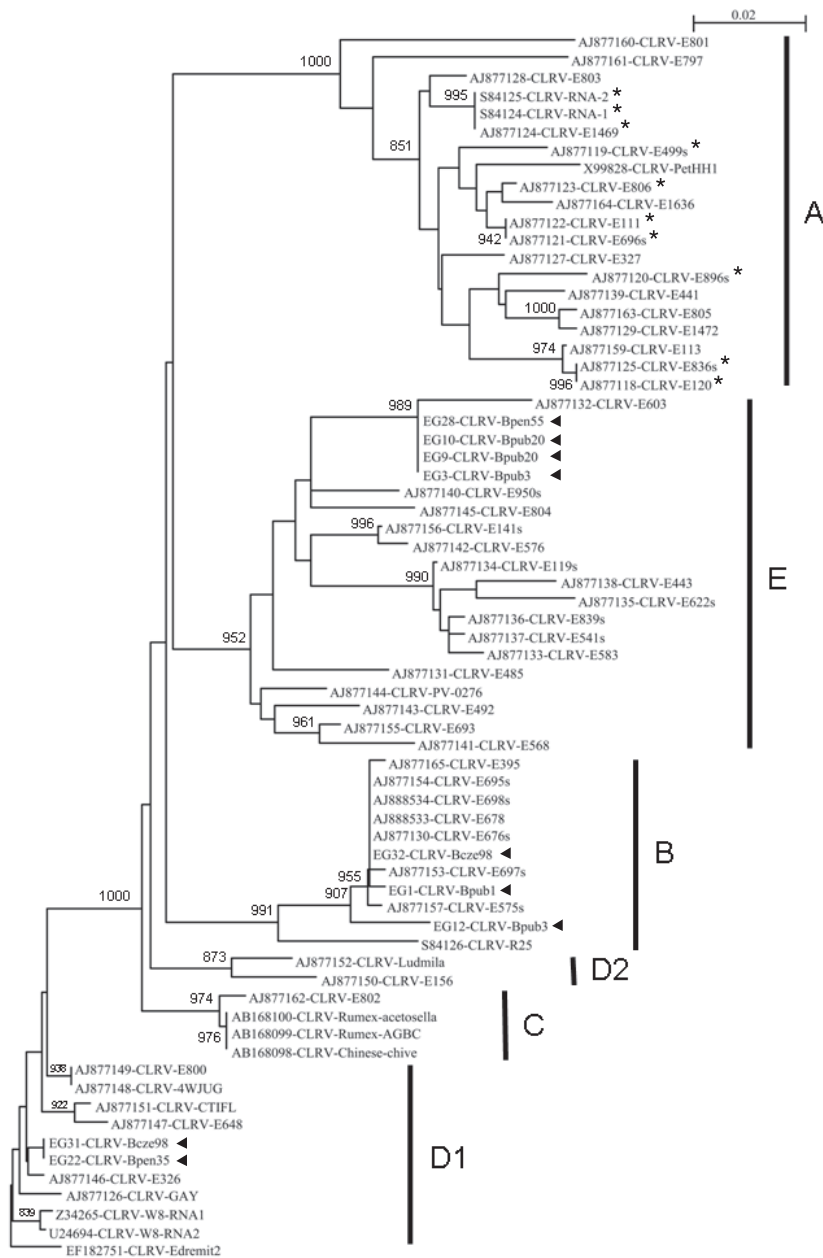 0.02
AJ877160-CLRV-E801
1000
AJ877161-CLRV-E797
AJ877128-CLRV-E803
995
S84125-CLRV-RNA-2 *
S84124-CLRV-RNA-1 *
AJ877124-CLRV-E1469 *
851
AJ877119-CLRV-E499s *
X99828-CLRV-PetHH1
AJ877123-CLRV-E806 *
AJ877164-CLRV-E1636
A
AJ877122-CLRV-E111 *
942
AJ877121-CLRV-E696s *
AJ877127-CLRV-E327
AJ877120-CLRV-E896s *
AJ877139-CLRV-E441
1000
AJ877163-CLRV-E805
AJ877129-CLRV-E1472
974
AJ877159-CLRV-E113
AJ877125-CLRV-E836s *
996
AJ877118-CLRV-E120 *
989
AJ877132-CLRV-E603
EG28-CLRV-Bpen55 ◄
EG10-CLRV-Bpub20 ◄
EG9-CLRV-Bpub20 ◄
EG3-CLRV-Bpub3 ◄
AJ877140-CLRV-E950s
AJ877145-CLRV-E804
996
AJ877156-CLRV-E141s
AJ877142-CLRV-E576
990
AJ877134-CLRV-E119s
E
AJ877138-CLRV-E443
AJ877135-CLRV-E622s
AJ877136-CLRV-E839s
952
AJ877137-CLRV-E541s
AJ877133-CLRV-E583
AJ877131-CLRV-E485
AJ877144-CLRV-PV-0276
AJ877143-CLRV-E492
961
AJ877155-CLRV-E693
AJ877141-CLRV-E568
AJ877165-CLRV-E395
AJ877154-CLRV-E695s
AJ888534-CLRV-E698s
AJ888533-CLRV-E678
AJ877130-CLRV-E676s
B
EG32-CLRV-Bcze98 ◄
955
AJ877153-CLRV-E697s
907
EG1-CLRV-Bpub1 ◄
1000
991
AJ877157-CLRV-E575s
EG12-CLRV-Bpub3 ◄
S84126-CLRV-R25
873
AJ877152-CLRV-Ludmila
D2
AJ877150-CLRV-E156
974
AJ877162-CLRV-E802
AB168100-CLRV-Rumex-acetosella
C
976
AB168099-CLRV-Rumex-AGBC
AB168098-CLRV-Chinese-chive
938
AJ877149-CLRV-E800
AJ877148-CLRV-4WJUG
922
AJ877151-CLRV-CTIFL
AJ877147-CLRV-E648
EG31-CLRV-Bcze98 ◄
D1
EG22-CLRV-Bpen35 ◄
AJ877146-CLRV-E326
AJ877126-CLRV-GAY
839
Z34265-CLRV-W8-RNA1
U24694-CLRV-W8-RNA2
EF182751-CLRV-Edremit2